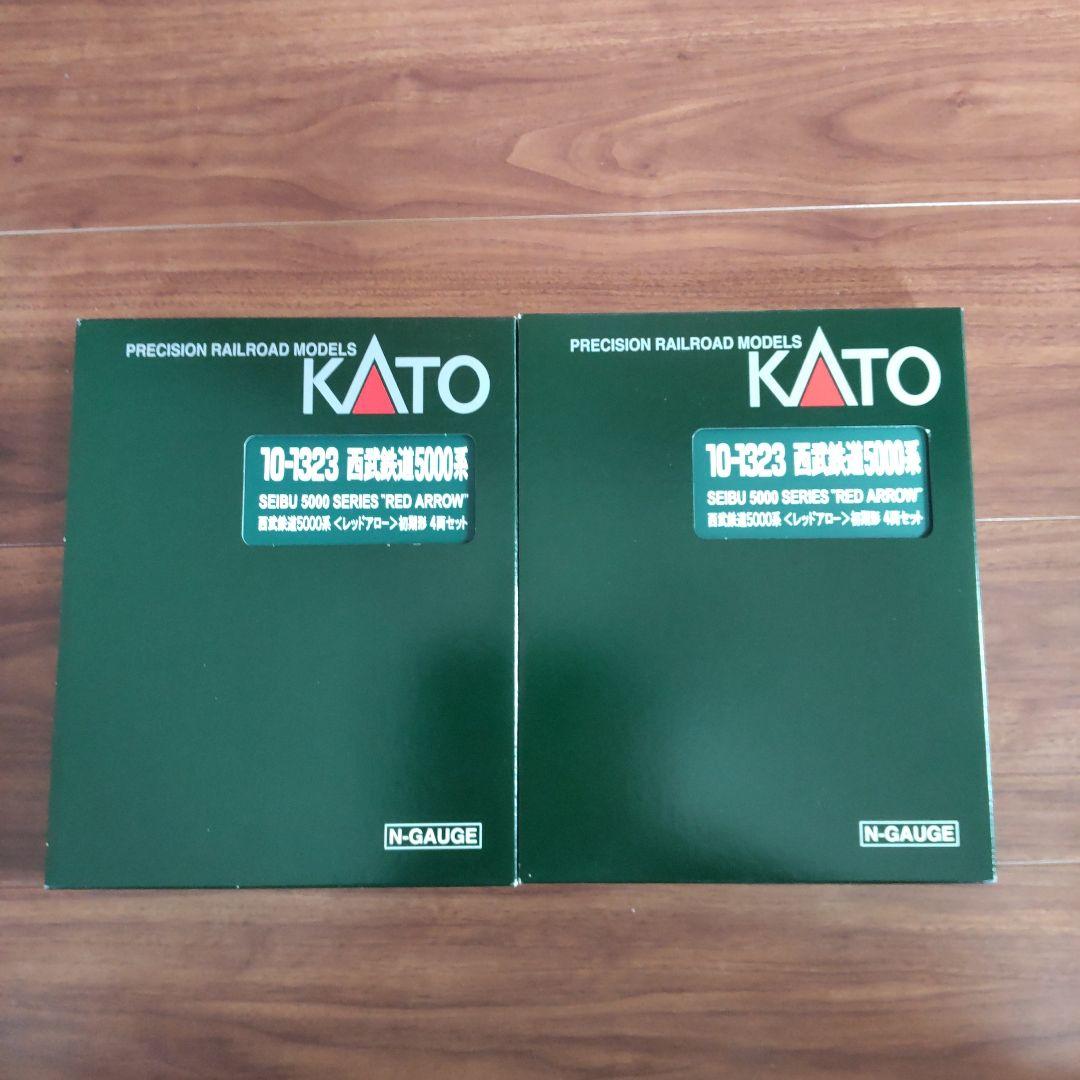 PRECISION RAILROAD MODELS
KATO
10-1323 西武鉄道5000系
SEIBU 5000 SERIES "RED ARROW"
西武鉄道5000系 <レッドアロー> 初期形 4両セット
N-GAUGE
PRECISION RAILROAD MODELS
KATO
10-1323 西武鉄道5000系
SEIBU 5000 SERIES "RED ARROW"
西武鉄道5000系 <レッドアロー> 初期形 4両セット
N-GAUGE